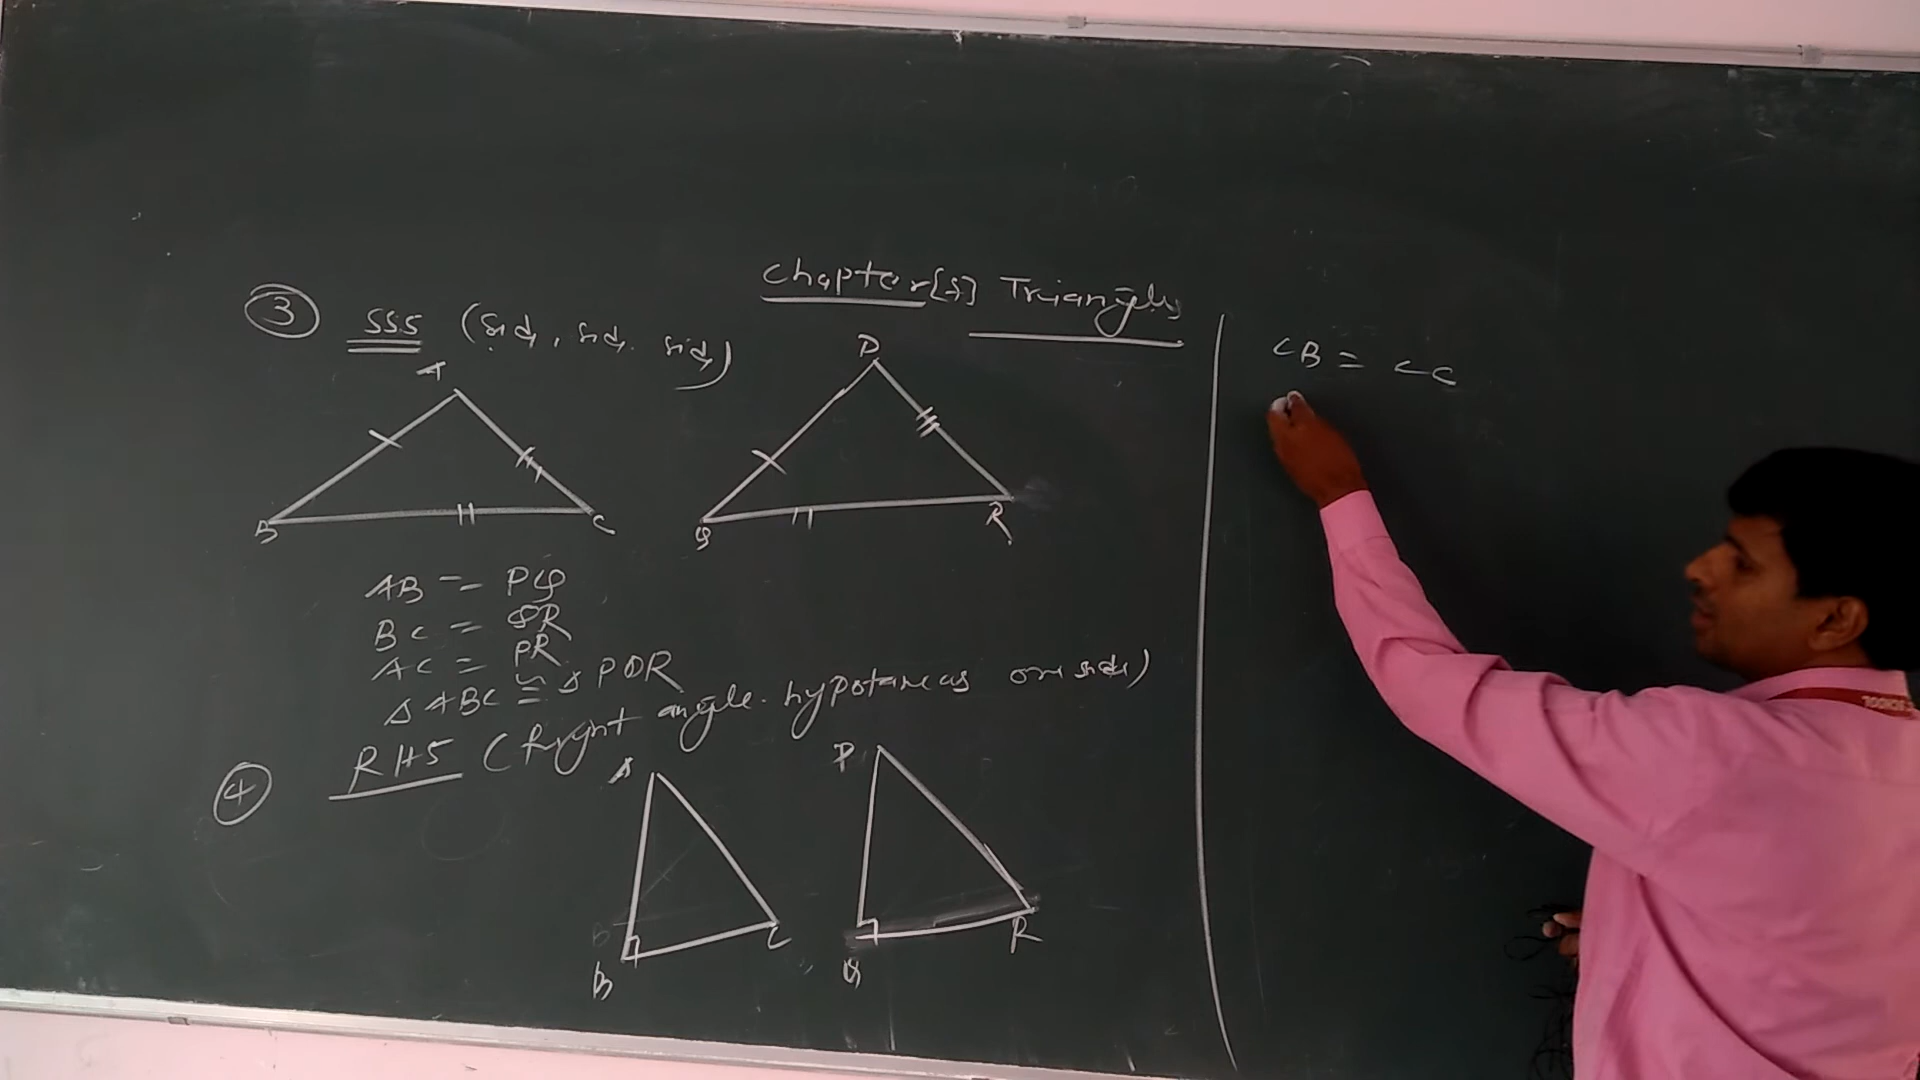 Chapter[5] Triangles
③ SSS (side, side. side)
A
B
C
P
Q
R
AB = PQ
BC = QR
AC = PR
Δ ABC ≅ Δ PQR
④ RHS (Right angle. hypotaneus one side)
A
B
C
P
Q
R
∠B = ∠C